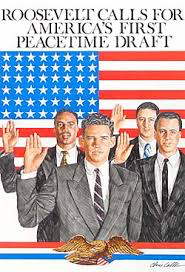 ROOSEVELT CALLS FOR
AMERICA'S FIRST
PEACETIME DRAFT